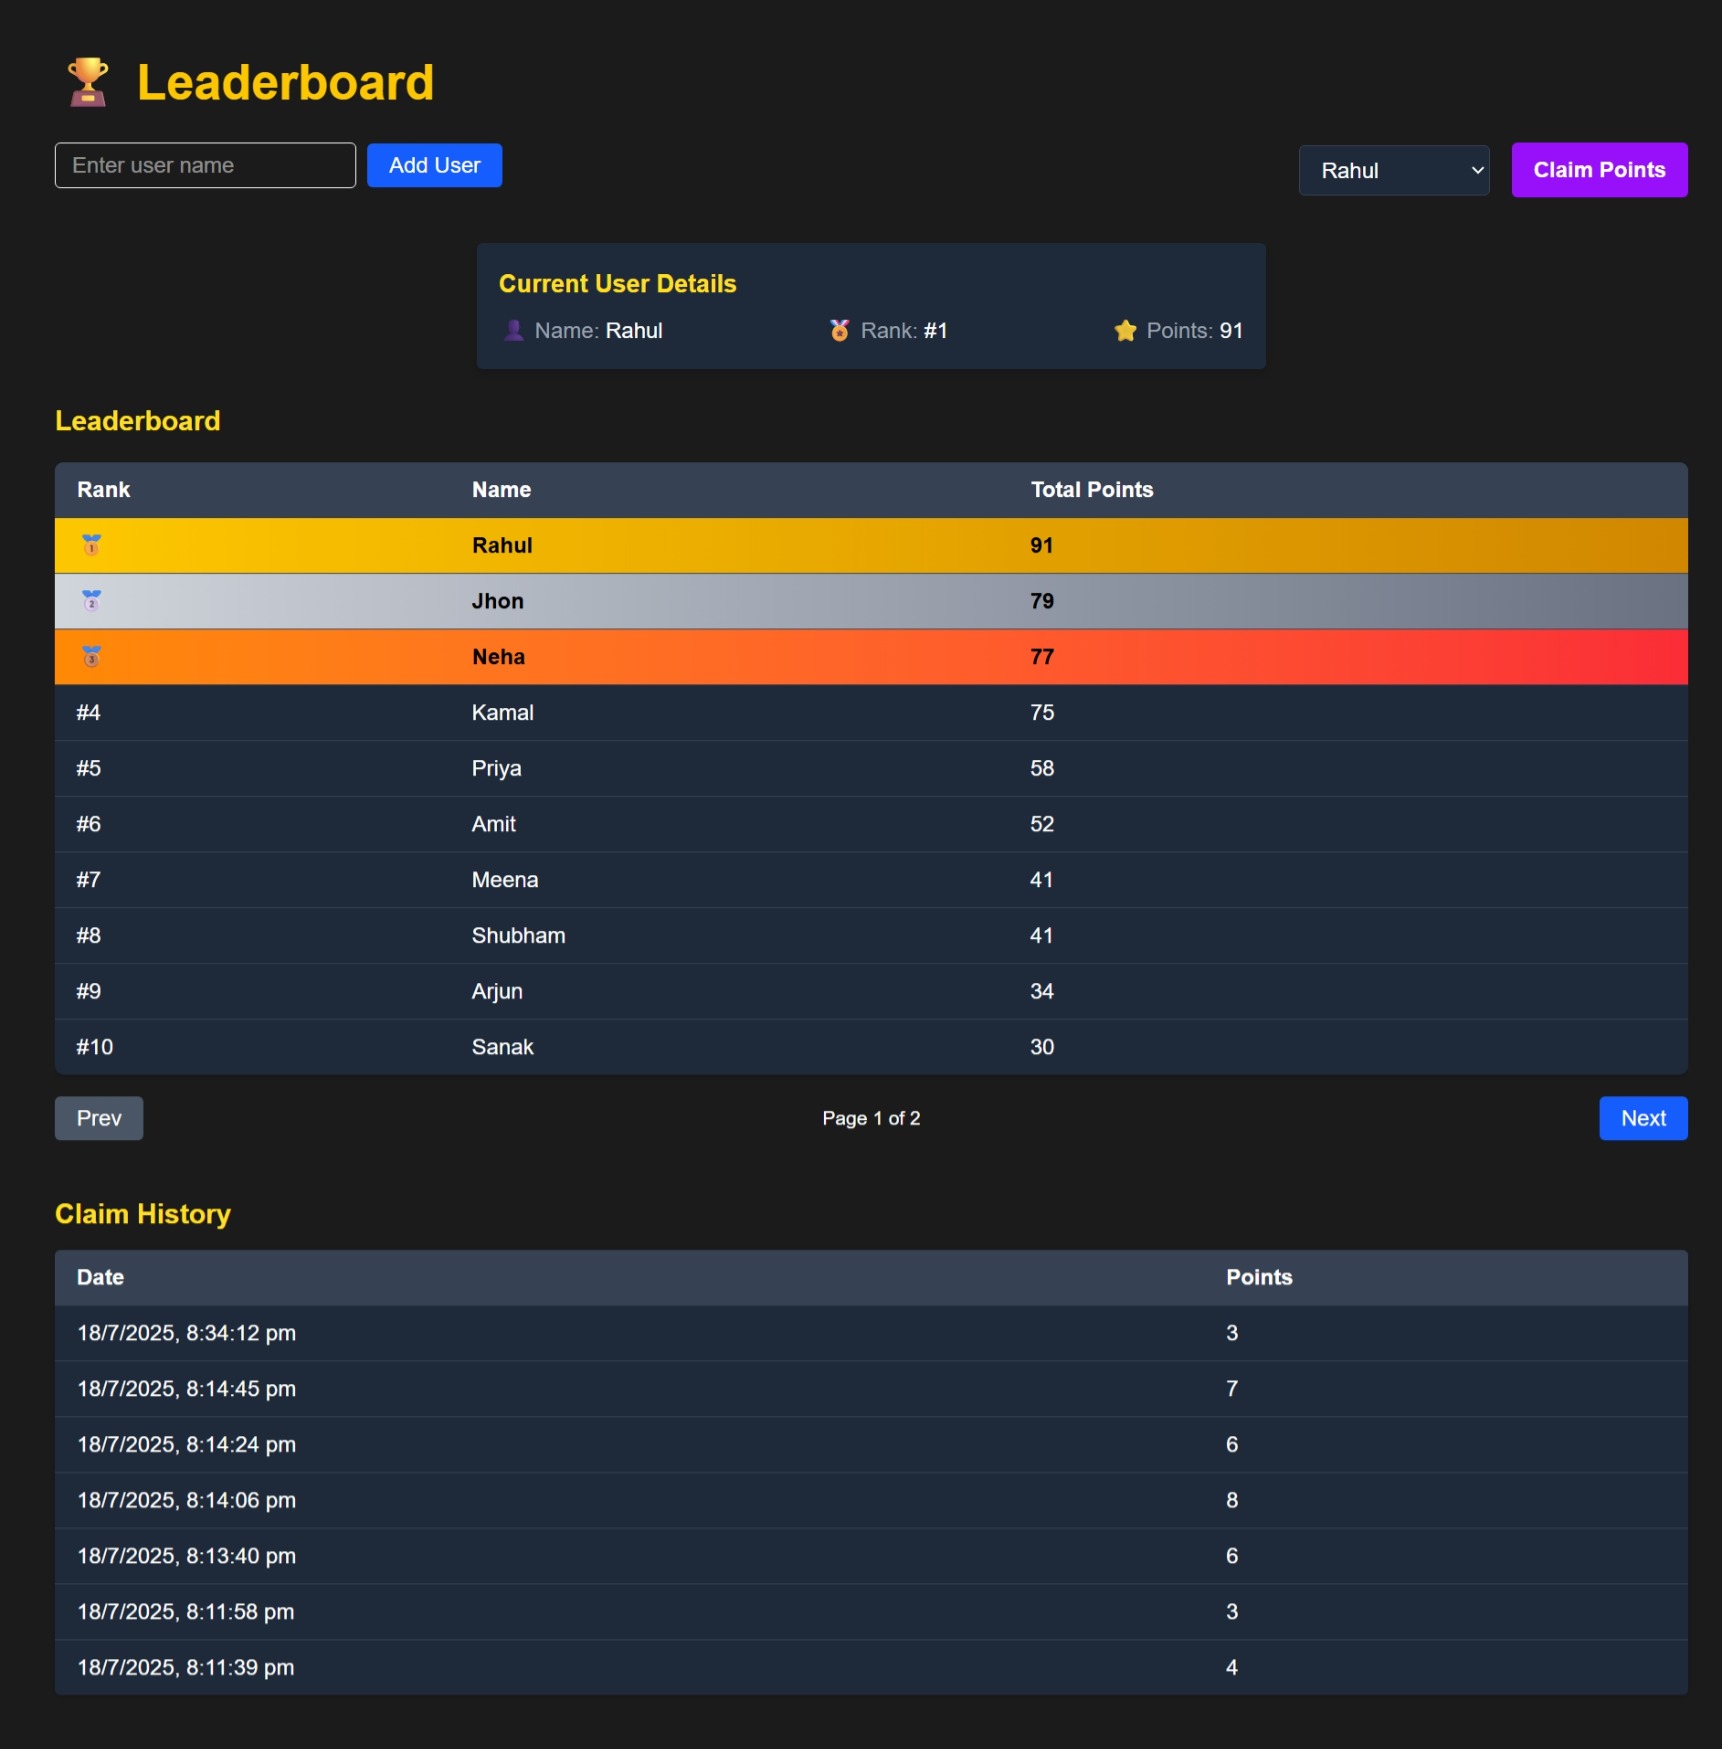 Leaderboard
Enter user name Add User Rahul Claim Points
Current User Details
Name: Rahul Rank: #1 Points: 91
Leaderboard
Rank Name Total Points
1 Rahul 91
2 Jhon 79
3 Neha 77
#4 Kamal 75
#5 Priya 58
#6 Amit 52
#7 Meena 41
#8 Shubham 41
#9 Arjun 34
#10 Sanak 30
Prev Page 1 of 2 Next
Claim History
Date Points
18/7/2025, 8:34:12 pm 3
18/7/2025, 8:14:45 pm 7
18/7/2025, 8:14:24 pm 6
18/7/2025, 8:14:06 pm 8
18/7/2025, 8:13:40 pm 6
18/7/2025, 8:11:58 pm 3
18/7/2025, 8:11:39 pm 4